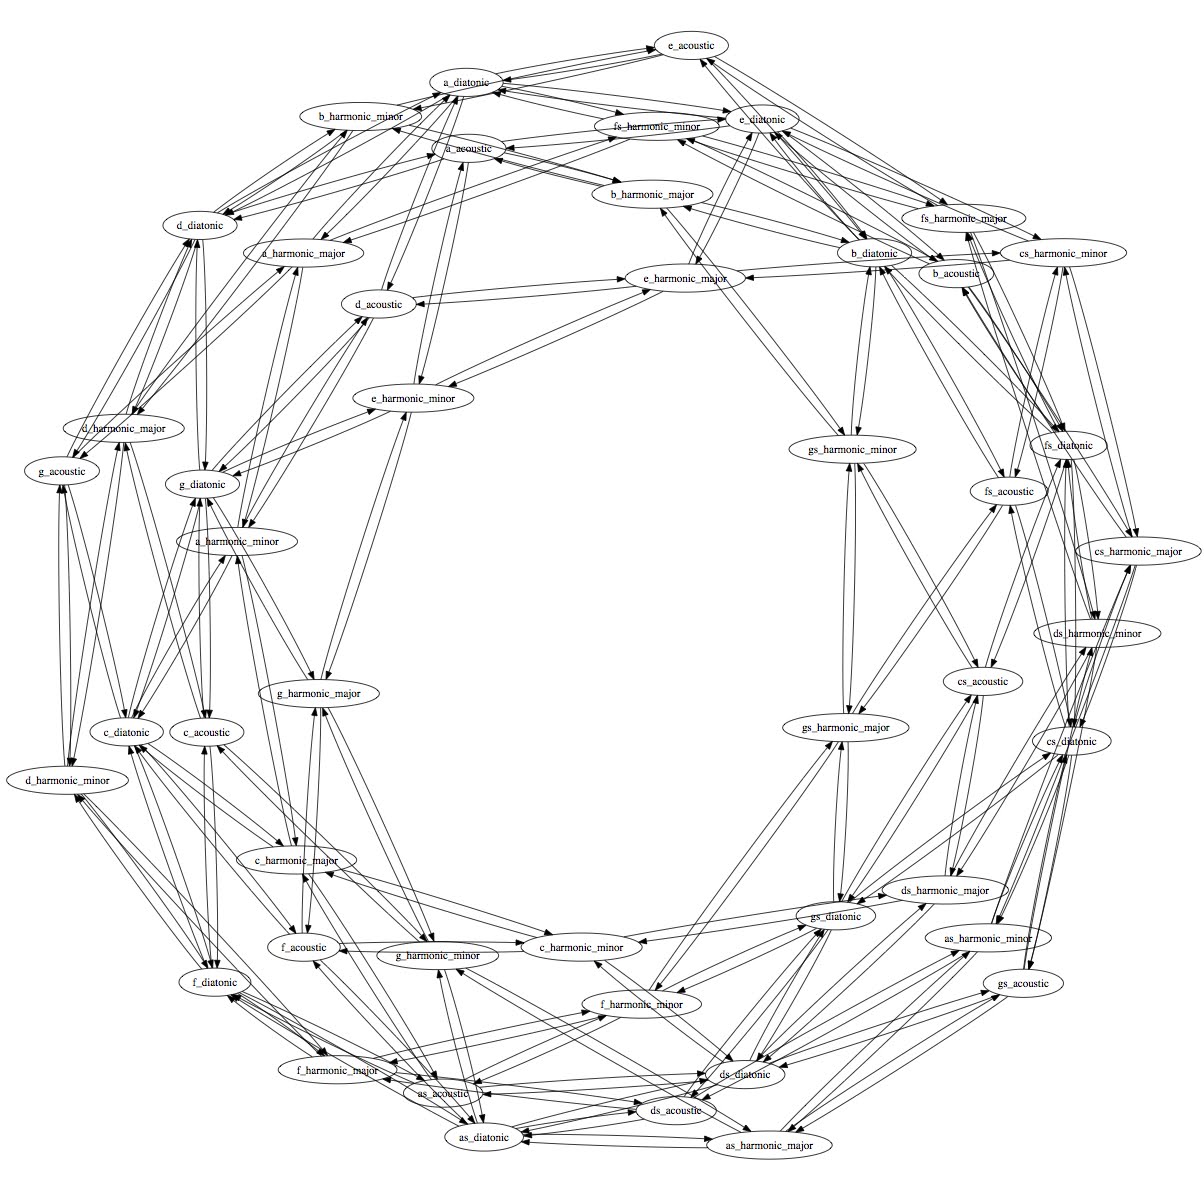 e_acoustic
a_diatonic
b_harmonic_minor
e_diatonic
fs_harmonic_minor
a_acoustic
b_harmonic_major
fs_harmonic_major
d_diatonic
a_harmonic_major
b_diatonic
cs_harmonic_minor
b_acoustic
e_harmonic_major
d_acoustic
e_harmonic_minor
d_harmonic_major
fs_diatonic
gs_harmonic_minor
g_acoustic
g_diatonic
fs_acoustic
a_harmonic_minor
cs_harmonic_major
ds_harmonic_minor
cs_acoustic
g_harmonic_major
gs_harmonic_major
c_diatonic
c_acoustic
cs_diatonic
d_harmonic_minor
c_harmonic_major
ds_harmonic_major
gs_diatonic
as_harmonic_minor
f_acoustic
c_harmonic_minor
g_harmonic_minor
f_diatonic
gs_acoustic
f_harmonic_minor
f_harmonic_major
ds_diatonic
as_acoustic
ds_acoustic
as_diatonic
as_harmonic_major